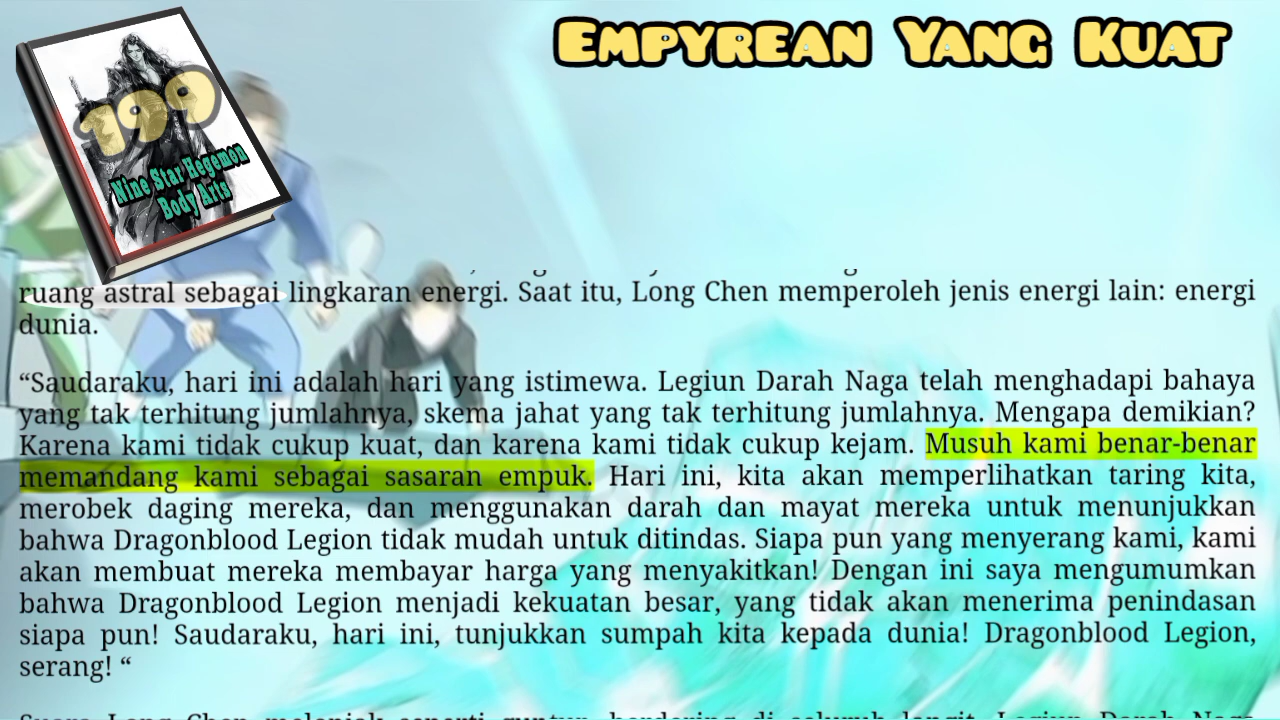 Empyrean Yang Kuat
199
Nine Star Hegemon
Body Arts
ruang astral sebagai lingkaran energi. Saat itu, Long Chen memperoleh jenis energi lain: energi
dunia.
“Saudaraku, hari ini adalah hari yang istimewa. Legiun Darah Naga telah menghadapi bahaya
yang tak terhitung jumlahnya, skema jahat yang tak terhitung jumlahnya. Mengapa demikian?
Karena kami tidak cukup kuat, dan karena kami tidak cukup kejam. Musuh kami benar-benar
memandang kami sebagai sasaran empuk. Hari ini, kita akan memperlihatkan taring kita,
merobek daging mereka, dan menggunakan darah dan mayat mereka untuk menunjukkan
bahwa Dragonblood Legion tidak mudah untuk ditindas. Siapa pun yang menyerang kami, kami
akan membuat mereka membayar harga yang menyakitkan! Dengan ini saya mengumumkan
bahwa Dragonblood Legion menjadi kekuatan besar, yang tidak akan menerima penindasan
siapa pun! Saudaraku, hari ini, tunjukkan sumpah kita kepada dunia! Dragonblood Legion,
serang! “